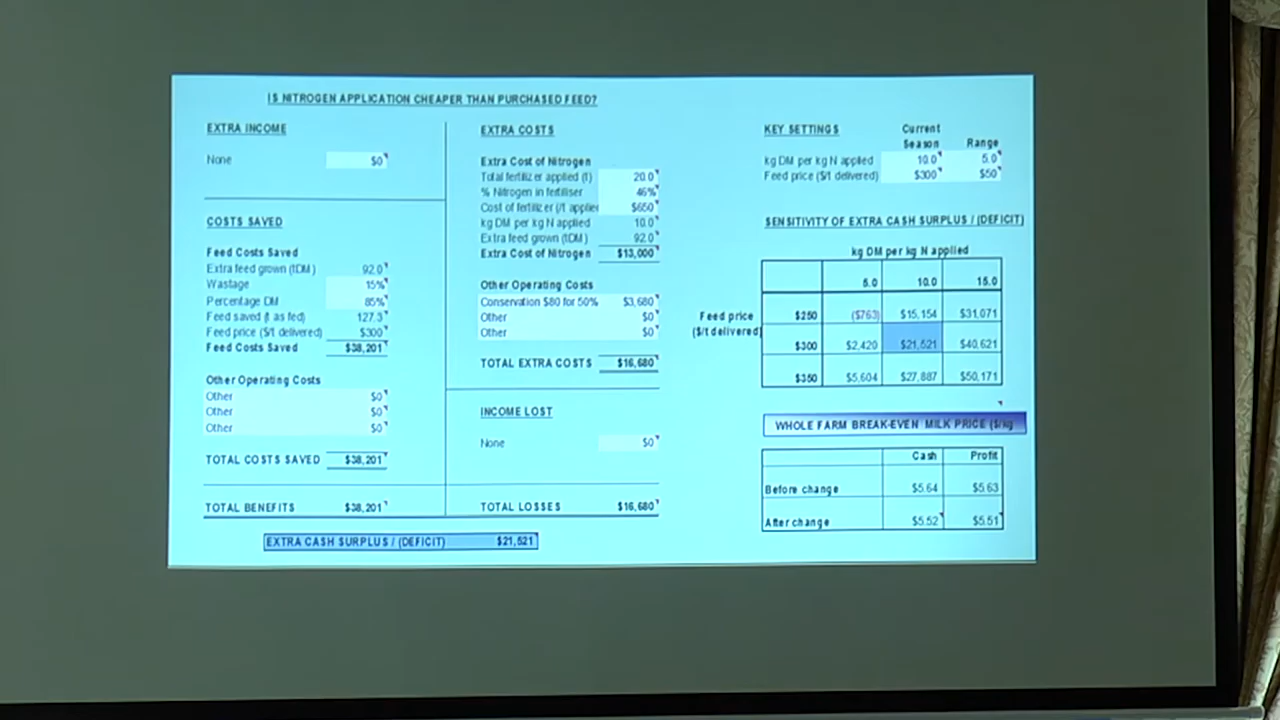 IS NITROGEN APPLICATION CHEAPER THAN PURCHASED FEED?
EXTRA INCOME
None $0
COSTS SAVED
Feed Costs Saved
Extra feed grown (tDM) 92.0
Wastage 15%
Percentage DM 85%
Feed saved (t as fed) 127.3
Feed price ($/t delivered) $300
Feed Costs Saved $38,201
Other Operating Costs
Other $0
Other $0
Other $0
TOTAL COSTS SAVED $38,201
TOTAL BENEFITS $38,201
EXTRA COSTS
Extra Cost of Nitrogen
Total fertilizer applied (t) 20.0
% Nitrogen in fertiliser 46%
Cost of fertilizer (/t applied $650
kg DM per kg N applied 10.0
Extra feed grown (tDM) 92.0
Extra Cost of Nitrogen $13,000
Other Operating Costs
Conservation $80 for 50% $3,680
Other $0
Other $0
TOTAL EXTRA COSTS $16,680
INCOME LOST
None $0
TOTAL LOSSES $16,680
EXTRA CASH SURPLUS / (DEFICIT) $21,521
KEY SETTINGS Current Season Range
kg DM per kg N applied 10.0 5.0
Feed price ($/t delivered) $300 $50
SENSITIVITY OF EXTRA CASH SURPLUS / (DEFICIT)
kg DM per kg N applied
5.0 10.0 15.0
Feed price ($/t delivered)
$250 ($763) $15,154 $31,071
$300 $2,420 $21,521 $40,621
$350 $5,604 $27,887 $50,171
WHOLE FARM BREAK-EVEN MILK PRICE ($/kg
Cash Profit
Before change $5.64 $5.63
After change $5.52 $5.51